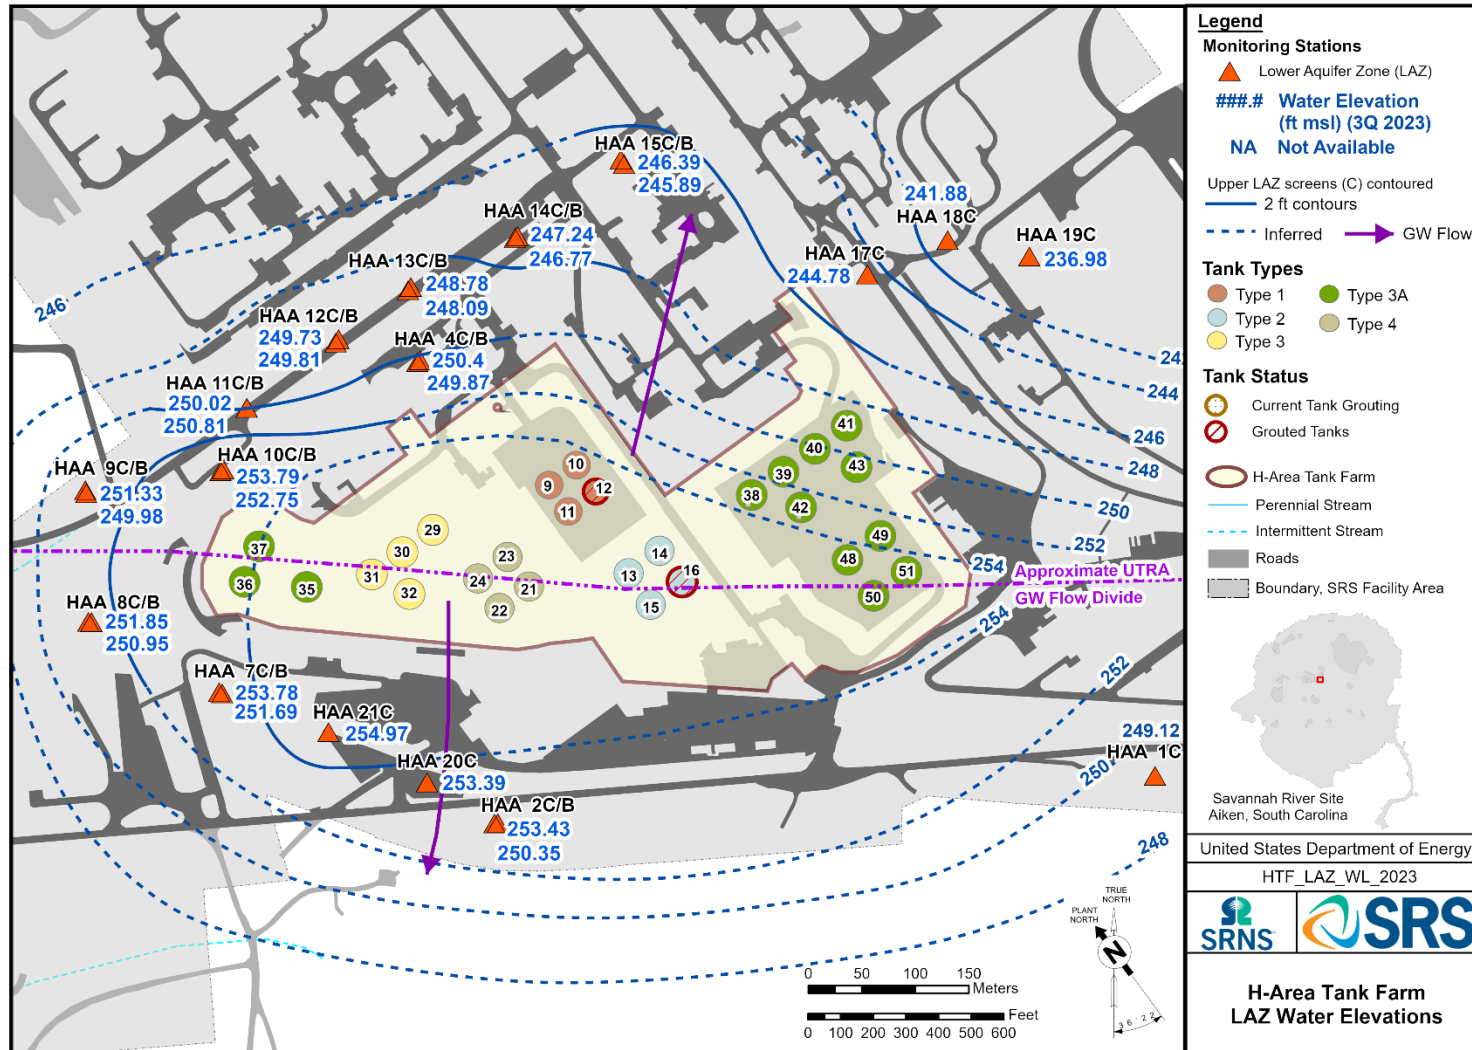 HAA 15C/B
246.39
245.89
HAA 14C/B
247.24
246.77
HAA 13C/B
248.78
248.09
HAA 12C/B
249.73
249.81
HAA 4C/B
250.4
249.87
HAA 11C/B
250.02
250.81
HAA 10C/B
253.79
252.75
HAA 9C/B
251.33
249.98
HAA 8C/B
251.85
250.95
HAA 7C/B
253.78
251.69
HAA 21C
254.97
HAA 20C
253.39
HAA 2C/B
253.43
250.35
249.12
HAA 1C
241.88
HAA 18C
HAA 19C
236.98
HAA 17C
244.78
246
244
246
248
250
252
254
254
252
250
248
41
40
43
39
38
42
49
48
51
50
10
9
12
11
14
13
16
15
29
30
31
32
23
24
21
22
37
36
35
Approximate UTRA
GW Flow Divide
0 50 100 150
Meters
Feet
0 100 200 300 400 500 600
TRUE
NORTH
PLANT
NORTH
N
36°22'
Legend
Monitoring Stations
Lower Aquifer Zone (LAZ)
###.# Water Elevation
(ft msl) (3Q 2023)
NA Not Available
Upper LAZ screens (C) contoured
2 ft contours
Inferred
GW Flow
Tank Types
Type 1
Type 3A
Type 2
Type 4
Type 3
Tank Status
Current Tank Grouting
Grouted Tanks
H-Area Tank Farm
Perennial Stream
Intermittent Stream
Roads
Boundary, SRS Facility Area
Savannah River Site
Aiken, South Carolina
United States Department of Energy
HTF_LAZ_WL_2023
SRNS
SRS
H-Area Tank Farm
LAZ Water Elevations